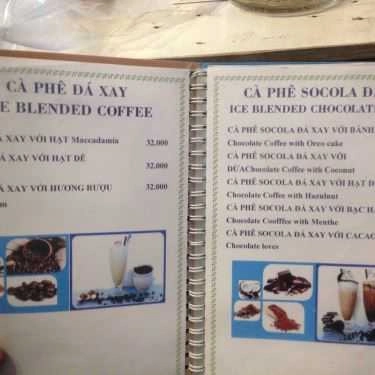 CÀ PHÊ ĐÁ XAY
ICE BLENDED COFFEE
XAY VỚI HẠT Maccadamia 32.000
XAY VỚI HẠT DẺ
32.000
XAY VỚI HƯƠNG RƯỢU 32.000
CÀ PHÊ SOCOLA ĐÁ
ICE BLENDED CHOCOLATE
CÀ PHÊ SOCOLA ĐÁ XAY VỚI BÁNH
Chocolate Coffee with Oreo cake
CÀ PHÊ SOCOLA ĐÁ XAY VỚI
DỪAChocolate Coffee with Coconut
CÀ PHÊ SOCOLA ĐÁ XAY VỚI HẠT
Chocolate Coffee with Hazulnut
CÀ PHÊ SOCOLA ĐÁ XAY VỚI BẠC
Chocolate Coofffee with Menthe
CÀ PHÊ SOCOLA ĐÁ XAY VỚI CACAO
Chocolate loves